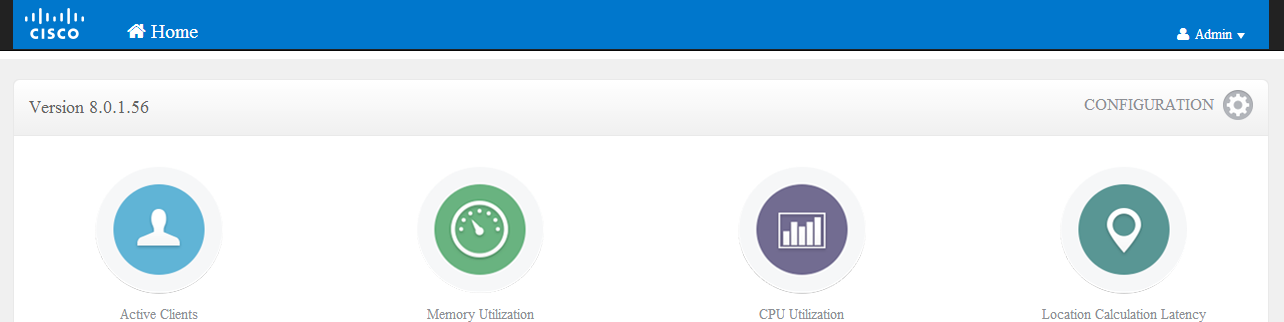 CISCO
Home
Admin
Version 8.0.1.56
CONFIGURATION
Active Clients
Memory Utilization
CPU Utilization
Location Calculation Latency